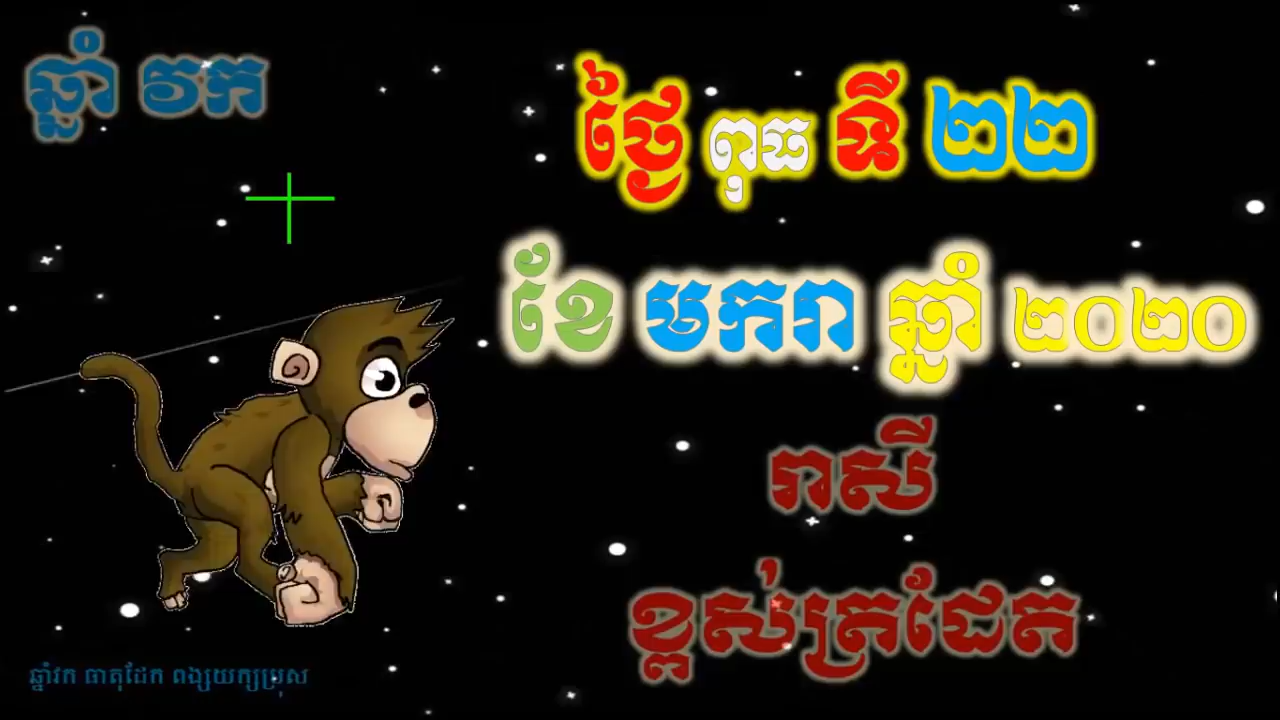 ឆ្នាំ វក
ថ្ងៃ ពុធ ទី ២២
ខែ មករា ឆ្នាំ ២០២០
រាសី
ខ្ពស់ត្រដែត
ឆ្នាំវក ធាតុដែក ពង្សយក្សប្រុស